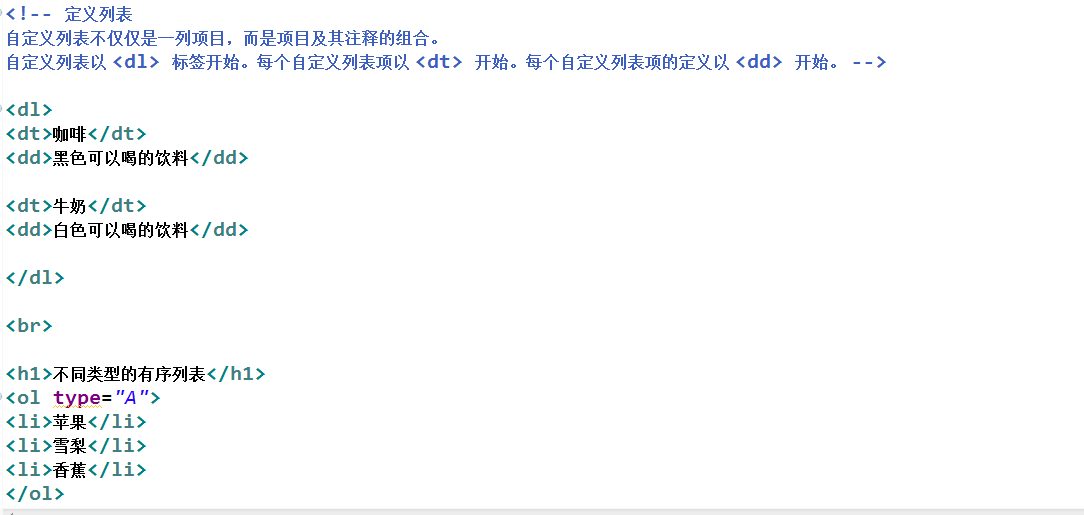 <!-- 定义列表
自定义列表不仅仅是一列项目，而是项目及其注释的组合。
自定义列表以 <dl> 标签开始。每个自定义列表项以 <dt> 开始。每个自定义列表项的定义以 <dd> 开始。 -->
<dl>
<dt>咖啡</dt>
<dd>黑色可以喝的饮料</dd>
<dt>牛奶</dt>
<dd>白色可以喝的饮料</dd>
</dl>
<br>
<h1>不同类型的有序列表</h1>
<ol type="A">
<li>苹果</li>
<li>雪梨</li>
<li>香蕉</li>
</ol>